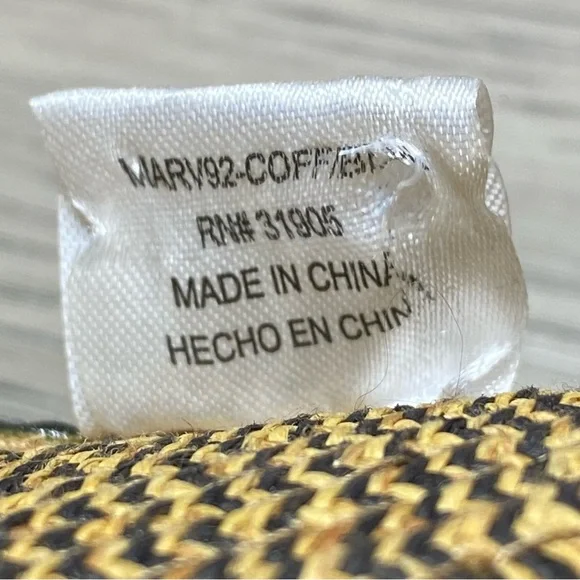 MARV92-COFF/
RN# 31905
MADE IN CHINA
HECHO EN CHIN